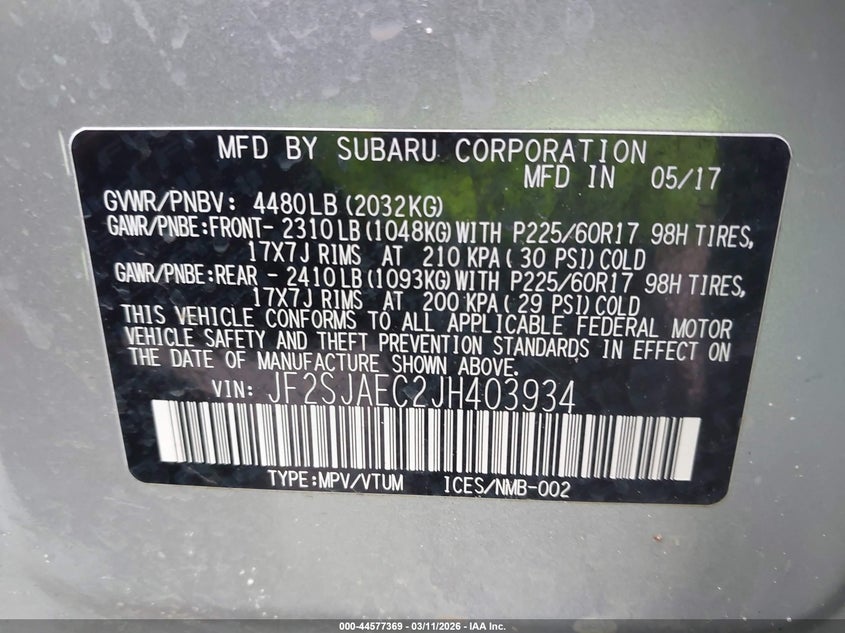 MFD BY SUBARU CORPORATION
MFD IN 05/17
GVWR/PNBV: 4480LB (2032KG)
GAWR/PNBE:FRONT- 2310LB (1048KG)WITH P225/60R17 98H TIRES,
17X7J RIMS AT 210 KPA( 30 PSI)COLD
GAWR/PNBE:REAR - 2410LB (1093KG)WITH P225/60R17 98H TIRES,
17X7J RIMS AT 200 KPA( 29 PSI)COLD
THIS VEHICLE CONFORMS TO ALL APPLICABLE FEDERAL MOTOR
VEHICLE SAFETY AND THEFT PREVENTION STANDARDS IN EFFECT ON
THE DATE OF MANUFACTURE SHOWN ABOVE.
VIN: JF2SJAEC2JH403934
TYPE:MPV/VTUM ICES/NMB-002
000-44577369 - 03/11/2026 - IAA Inc.